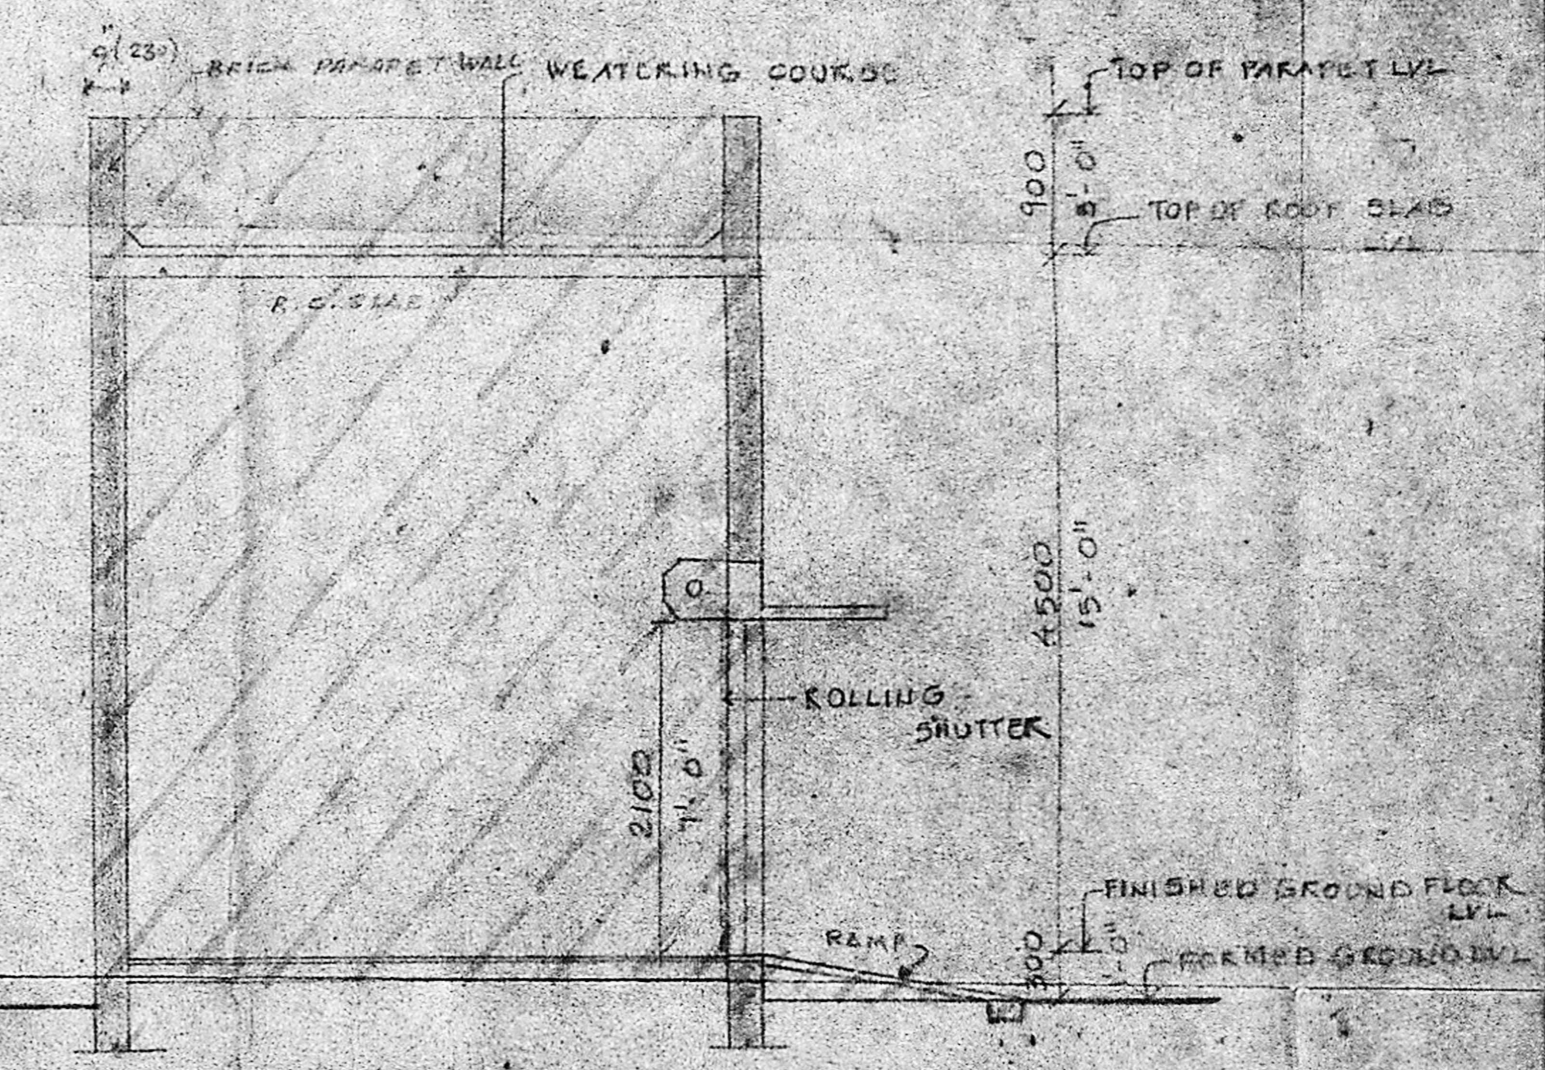 9"(230)
BRICK PARAPET WALL
WEATERING COURSE
TOP OF PARAPET LVL
900
3'-0"
TOP OF ROOF SLAB
LVL
R.C. SLAB
4500
15'-0"
ROLLING
SHUTTER
2100
7'-0"
FINISHED GROUND FLOOR
LVL
RAMP
300
1'-0"
FORMED GROUND LVL